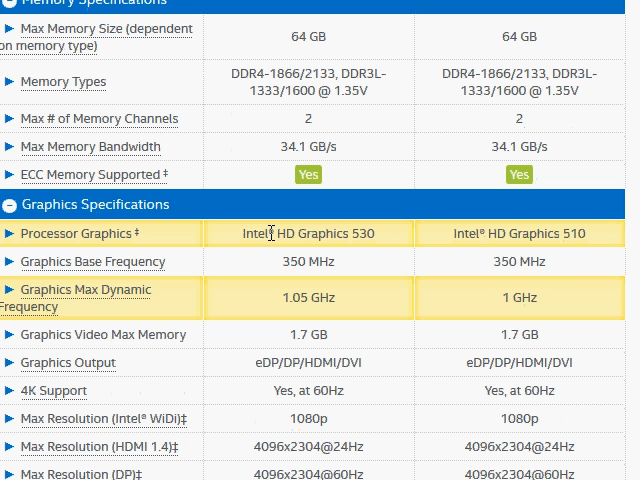 Memory Specifications
Max Memory Size (dependent on memory type) 64 GB 64 GB
Memory Types DDR4-1866/2133, DDR3L-1333/1600 @ 1.35V DDR4-1866/2133, DDR3L-1333/1600 @ 1.35V
Max # of Memory Channels 2 2
Max Memory Bandwidth 34.1 GB/s 34.1 GB/s
ECC Memory Supported ‡ Yes Yes
Graphics Specifications
Processor Graphics ‡ Intel® HD Graphics 530 Intel® HD Graphics 510
Graphics Base Frequency 350 MHz 350 MHz
Graphics Max Dynamic Frequency 1.05 GHz 1 GHz
Graphics Video Max Memory 1.7 GB 1.7 GB
Graphics Output eDP/DP/HDMI/DVI eDP/DP/HDMI/DVI
4K Support Yes, at 60Hz Yes, at 60Hz
Max Resolution (Intel® WiDi)‡ 1080p 1080p
Max Resolution (HDMI 1.4)‡ 4096x2304@24Hz 4096x2304@24Hz
Max Resolution (DP)‡ 4096x2304@60Hz 4096x2304@60Hz